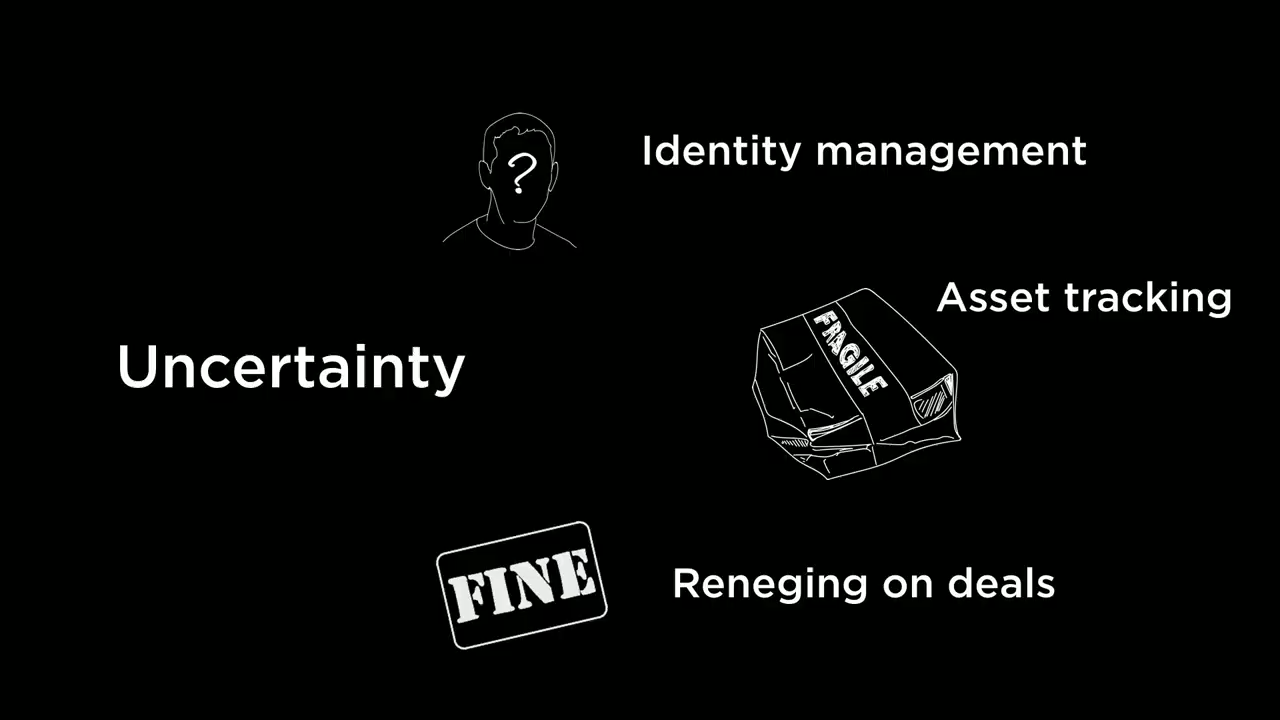 Identity management
Asset tracking
FRAGILE
Uncertainty
FINE
Reneging on deals